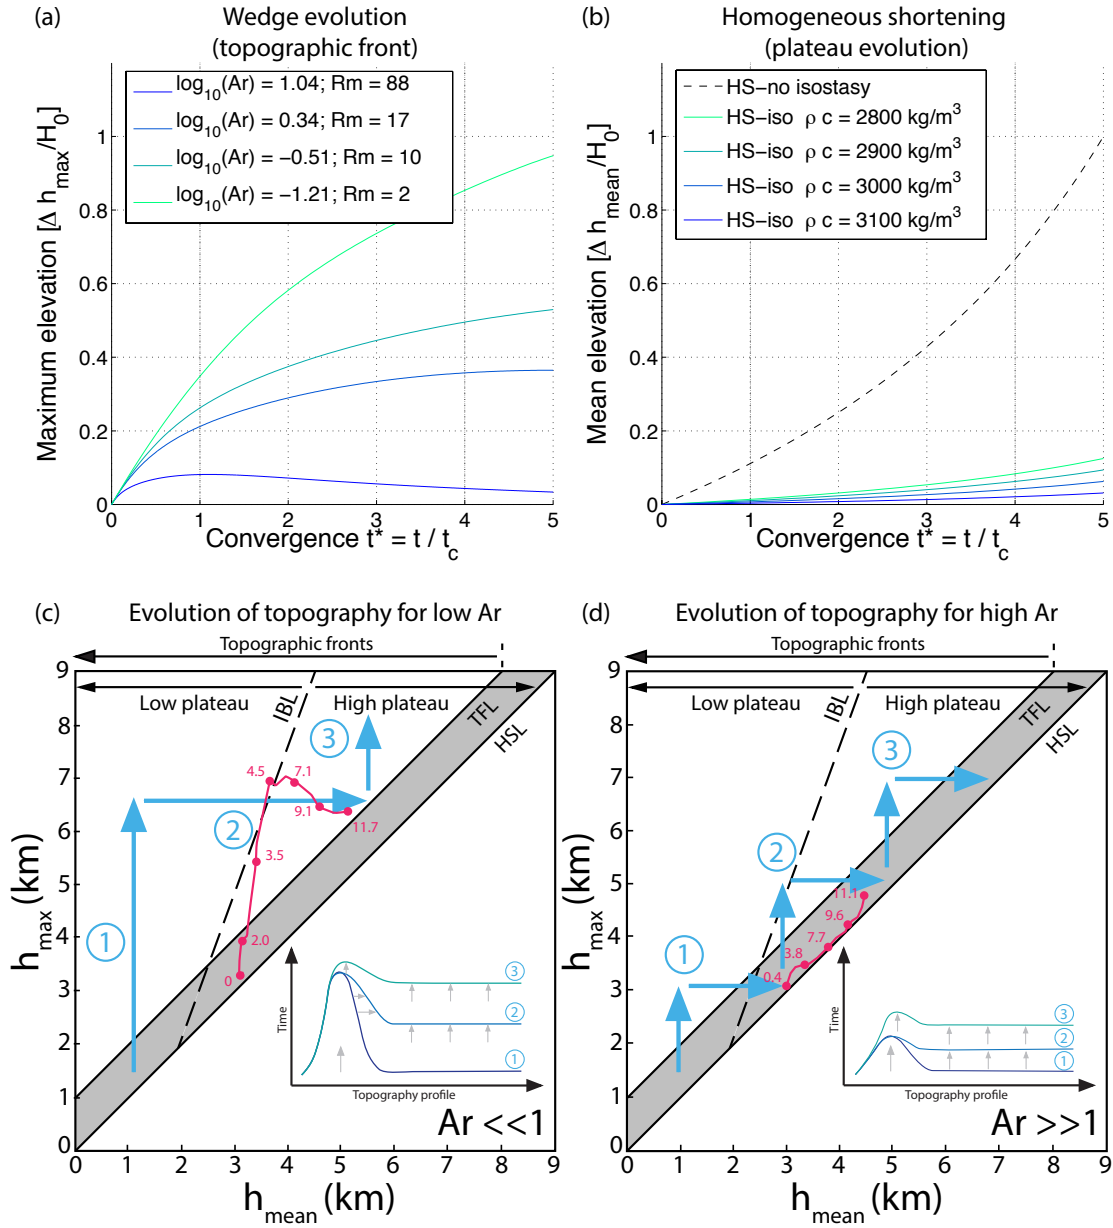 (a)
Wedge evolution
(topographic front)
log10(Ar) = 1.04; Rm = 88
log10(Ar) = 0.34; Rm = 17
log10(Ar) = −0.51; Rm = 10
log10(Ar) = −1.21; Rm = 2
Maximum elevation [Δ hmax/H0]
1
0.8
0.6
0.4
0.2
0
0 1 2 3 4 5
Convergence t* = t / tc
(b)
Homogeneous shortening
(plateau evolution)
HS−no isostasy
HS−iso ρ c = 2800 kg/m³
HS−iso ρ c = 2900 kg/m³
HS−iso ρ c = 3000 kg/m³
HS−iso ρ c = 3100 kg/m³
Mean elevation [Δ hmean/H0]
1
0.8
0.6
0.4
0.2
0
0 1 2 3 4 5
Convergence t* = t / tc
(c)
Evolution of topography for low Ar
Topographic fronts
Low plateau
IBL
High plateau
TFL
HSL
9
8
7
6
5
4
3
2
1
0
hmax (km)
1
2
3
4.5
7.1
9.1
11.7
3.5
2.0
0
Time
3
2
1
Topography profile
Ar <<1
0 1 2 3 4 5 6 7 8 9
hmean (km)
(d)
Evolution of topography for high Ar
Topographic fronts
Low plateau
IBL
High plateau
TFL
HSL
9
8
7
6
5
4
3
2
1
0
hmax (km)
3
2
1
11.1
9.6
7.7
3.8
0.4
Time
3
2
1
Topography profile
Ar >>1
0 1 2 3 4 5 6 7 8 9
hmean (km)